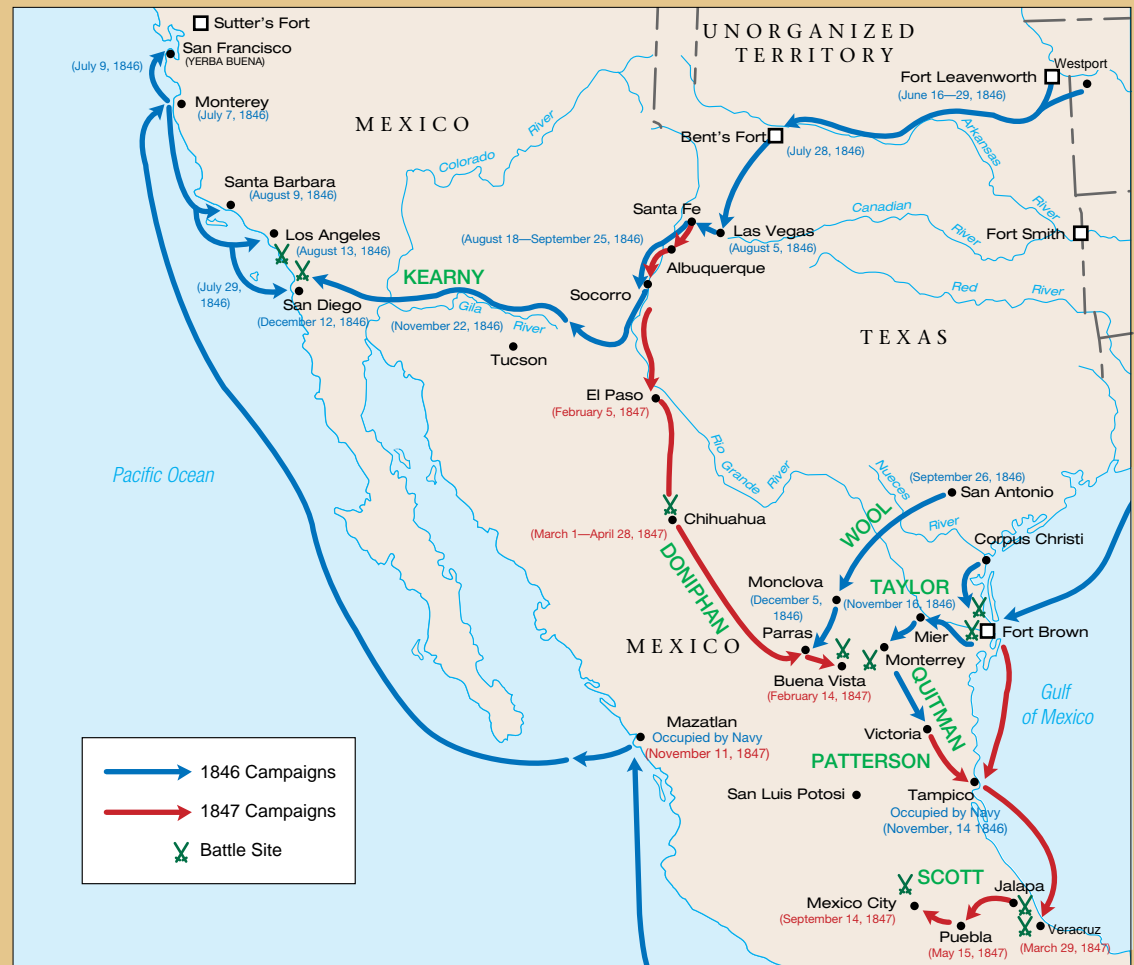 Sutter's Fort
San Francisco
(YERBA BUENA)
(July 9, 1846)
Monterey
(July 7, 1846)
MEXICO
UNORGANIZED
TERRITORY
Fort Leavenworth
(June 16—29, 1846)
Westport
Bent's Fort
(July 28, 1846)
Arkansas
River
Colorado
River
Santa Barbara
(August 9, 1846)
Los Angeles
(August 13, 1846)
(July 29,
1846)
San Diego
(December 12, 1846)
KEARNY
Gila
River
(November 22, 1846)
Tucson
Santa Fe
(August 18—September 25, 1846)
Las Vegas
(August 5, 1846)
Albuquerque
Socorro
Canadian
River
Fort Smith
Red
River
TEXAS
El Paso
(February 5, 1847)
Rio
Grande
River
Nueces
River
Pacific Ocean
(September 26, 1846)
San Antonio
WOOL
Corpus Christi
Chihuahua
(March 1—April 28, 1847)
DONIPHAN
Monclova
(December 5,
1846)
TAYLOR
(November 16, 1846)
Mier
Fort Brown
MEXICO
Parras
Monterrey
Buena Vista
(February 14, 1847)
QUITMAN
Gulf
of Mexico
Mazatlan
Occupied by Navy
(November 11, 1847)
Victoria
PATTERSON
San Luis Potosi
Tampico
Occupied by Navy
(November, 14 1846)
1846 Campaigns
1847 Campaigns
Battle Site
SCOTT
Jalapa
Mexico City
(September 14, 1847)
Puebla
(May 15, 1847)
Veracruz
(March 29, 1847)